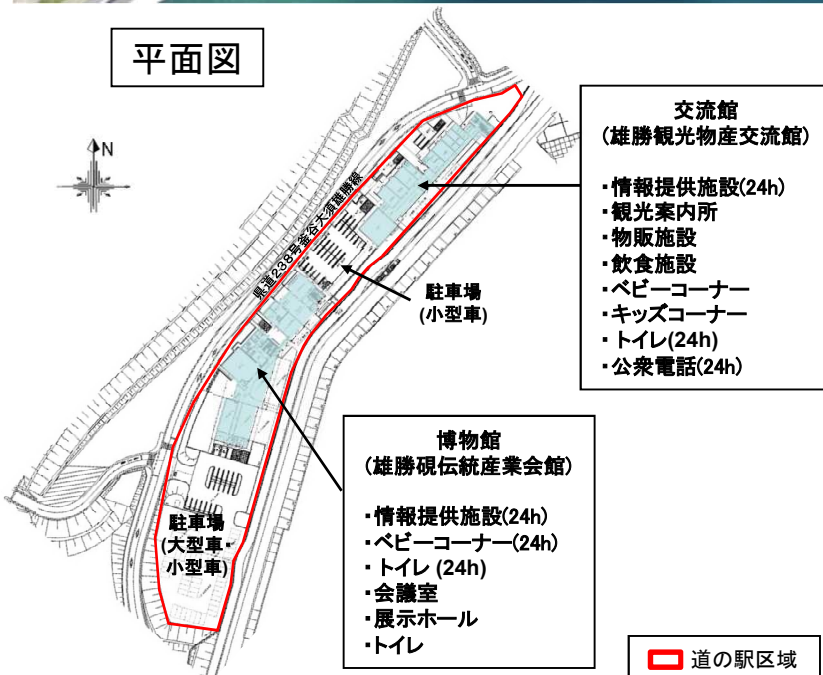 平面図
N
県道238号釜谷大須雄勝線
交流館
(雄勝観光物産交流館)
・情報提供施設(24h)
・観光案内所
・物販施設
・飲食施設
・ベビーコーナー
・キッズコーナー
・トイレ(24h)
・公衆電話(24h)
駐車場
(小型車)
博物館
(雄勝硯伝統産業会館)
・情報提供施設(24h)
・ベビーコーナー(24h)
・トイレ (24h)
・会議室
・展示ホール
・トイレ
駐車場
(大型車・
小型車)
道の駅区域